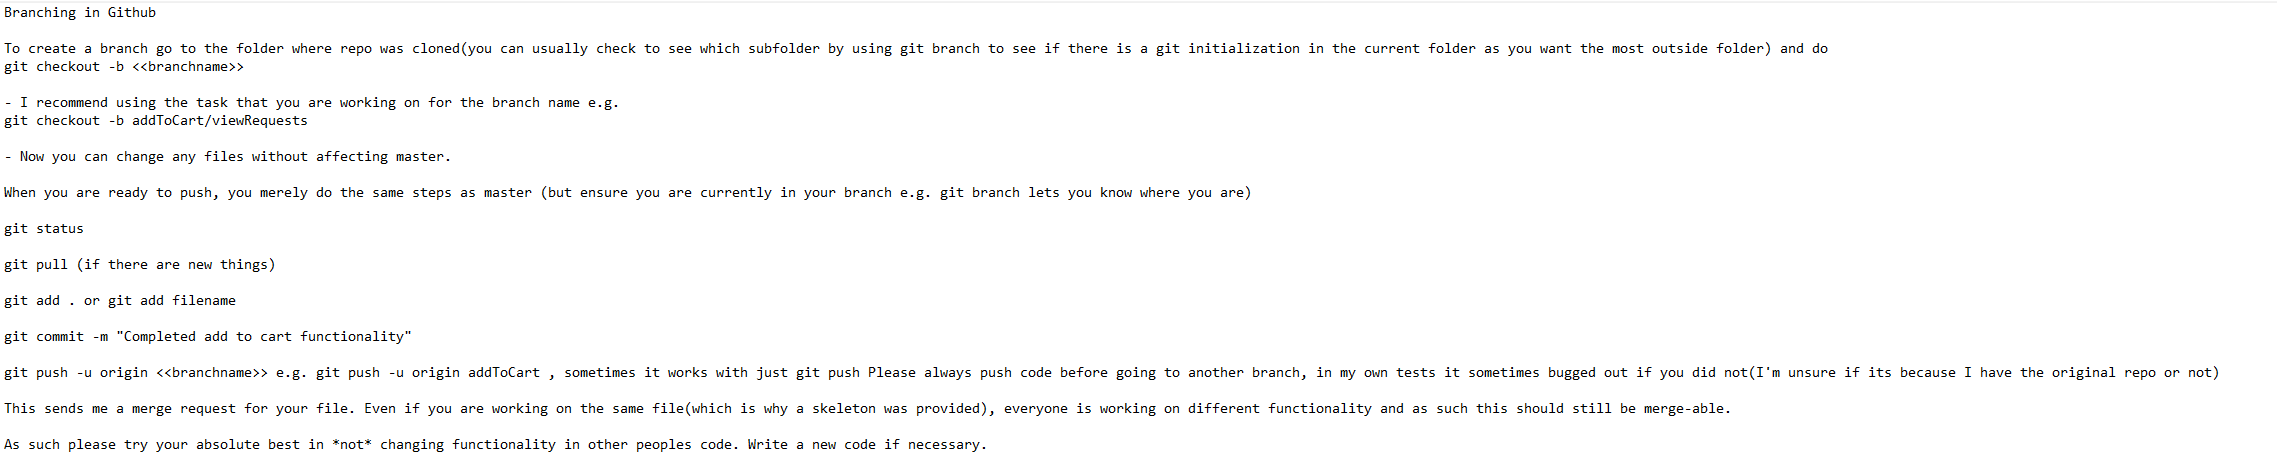 Branching in Github
To create a branch go to the folder where repo was cloned(you can usually check to see which subfolder by using git branch to see if there is a git initialization in the current folder as you want the most outside folder) and do
git checkout -b <<branchname>>
- I recommend using the task that you are working on for the branch name e.g.
git checkout -b addToCart/viewRequests
- Now you can change any files without affecting master.
When you are ready to push, you merely do the same steps as master (but ensure you are currently in your branch e.g. git branch lets you know where you are)
git status
git pull (if there are new things)
git add . or git add filename
git commit -m "Completed add to cart functionality"
git push -u origin <<branchname>> e.g. git push -u origin addToCart , sometimes it works with just git push Please always push code before going to another branch, in my own tests it sometimes bugged out if you did not(I'm unsure if its because I have the original repo or not)
This sends me a merge request for your file. Even if you are working on the same file(which is why a skeleton was provided), everyone is working on different functionality and as such this should still be merge-able.
As such please try your absolute best in *not* changing functionality in other peoples code. Write a new code if necessary.